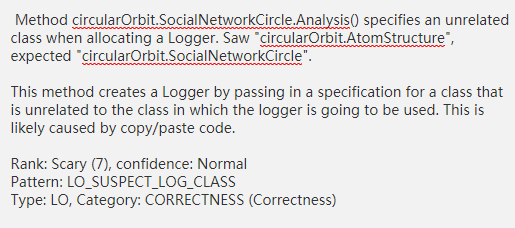 Method circularOrbit.SocialNetworkCircle.Analysis() specifies an unrelated
class when allocating a Logger. Saw "circularOrbit.AtomStructure",
expected "circularOrbit.SocialNetworkCircle".
This method creates a Logger by passing in a specification for a class that
is unrelated to the class in which the logger is going to be used. This is
likely caused by copy/paste code.
Rank: Scary (7), confidence: Normal
Pattern: LO_SUSPECT_LOG_CLASS
Type: LO, Category: CORRECTNESS (Correctness)